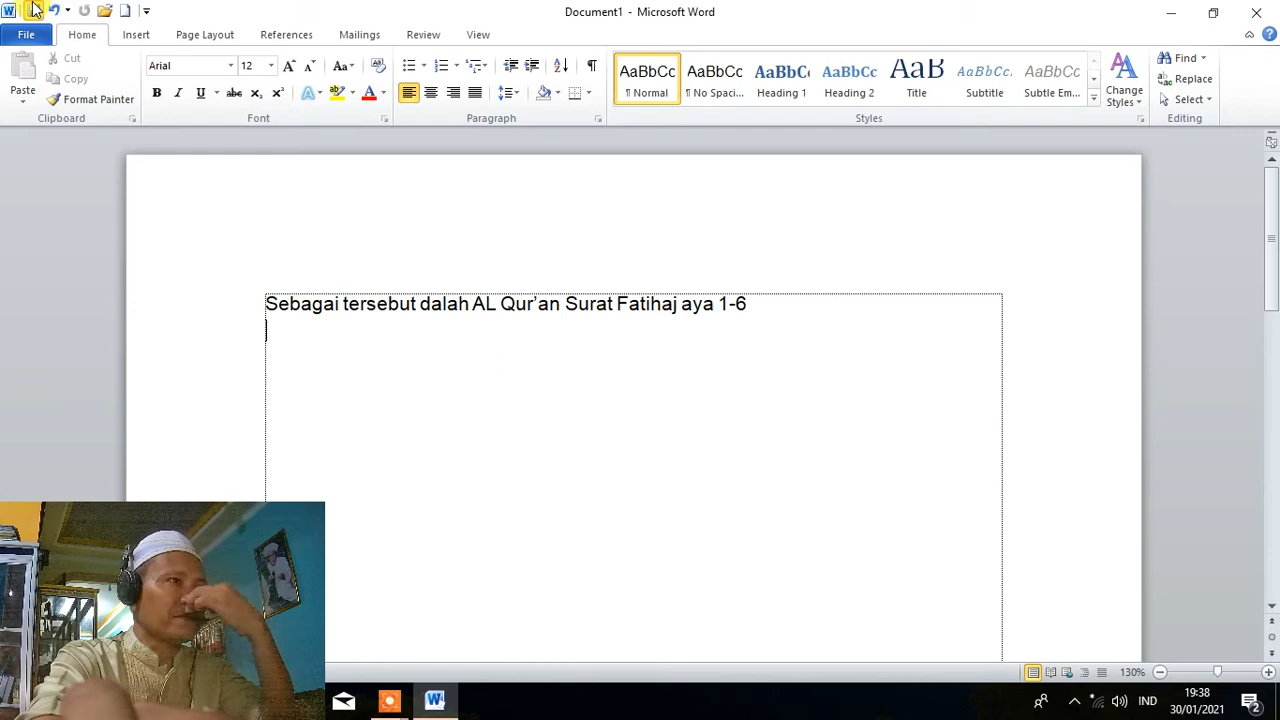 Document1 - Microsoft Word
File Home Insert Page Layout References Mailings Review View
Paste
Cut
Copy
Format Painter
Clipboard
Arial 12
Font
Paragraph
AaBbCc AaBbCc AaBbC AaBbCc AaB AaBbCc. AaBbCc
¶ Normal ¶ No Spaci... Heading 1 Heading 2 Title Subtitle Subtle Em...
Styles
Change Styles
Find
Replace
Select
Editing
Sebagai tersebut dalah AL Qur’an Surat Fatihaj aya 1-6
130%
IND
19:38
30/01/2021
2